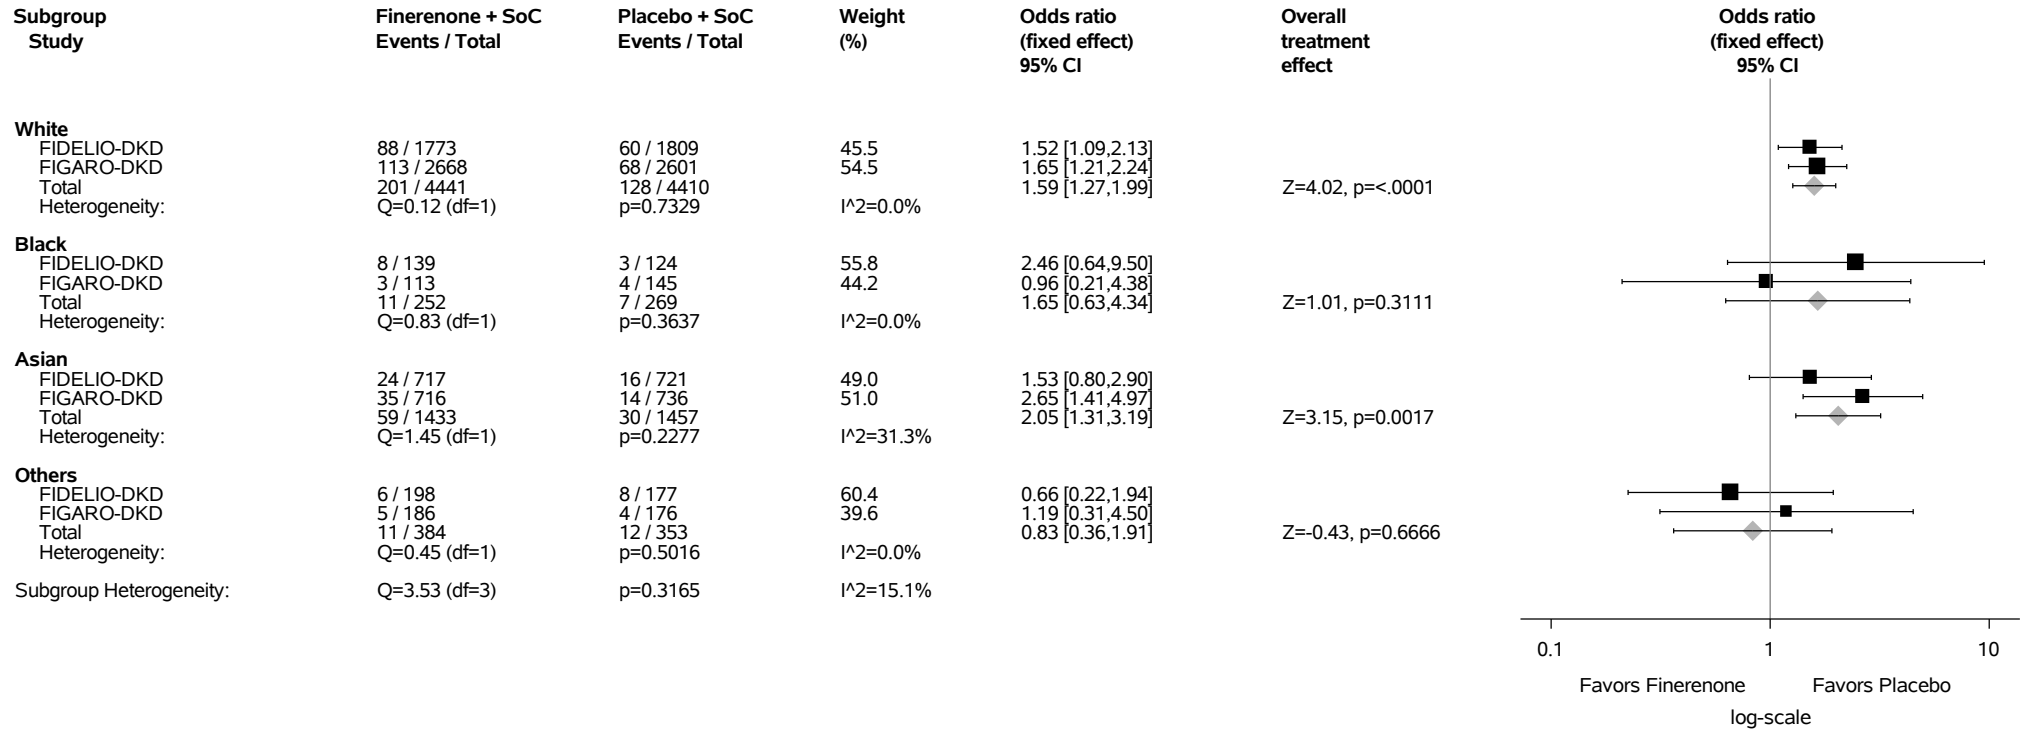 Subgroup Finerenone + SoC Placebo + SoC Weight Odds ratio Overall Odds ratio
Study Events / Total Events / Total (%) (fixed effect) treatment (fixed effect)
95% CI effect 95% CI
White
FIDELIO-DKD 88 / 1773 60 / 1809 45.5 1.52 [1.09,2.13]
FIGARO-DKD 113 / 2668 68 / 2601 54.5 1.65 [1.21,2.24]
Total 201 / 4441 128 / 4410 1.59 [1.27,1.99] Z=4.02, p=<.0001
Heterogeneity: Q=0.12 (df=1) p=0.7329 I^2=0.0%
Black
FIDELIO-DKD 8 / 139 3 / 124 55.8 2.46 [0.64,9.50]
FIGARO-DKD 3 / 113 4 / 145 44.2 0.96 [0.21,4.38]
Total 11 / 252 7 / 269 1.65 [0.63,4.34] Z=1.01, p=0.3111
Heterogeneity: Q=0.83 (df=1) p=0.3637 I^2=0.0%
Asian
FIDELIO-DKD 24 / 717 16 / 721 49.0 1.53 [0.80,2.90]
FIGARO-DKD 35 / 716 14 / 736 51.0 2.65 [1.41,4.97]
Total 59 / 1433 30 / 1457 2.05 [1.31,3.19] Z=3.15, p=0.0017
Heterogeneity: Q=1.45 (df=1) p=0.2277 I^2=31.3%
Others
FIDELIO-DKD 6 / 198 8 / 177 60.4 0.66 [0.22,1.94]
FIGARO-DKD 5 / 186 4 / 176 39.6 1.19 [0.31,4.50]
Total 11 / 384 12 / 353 0.83 [0.36,1.91] Z=-0.43, p=0.6666
Heterogeneity: Q=0.45 (df=1) p=0.5016 I^2=0.0%
Subgroup Heterogeneity: Q=3.53 (df=3) p=0.3165 I^2=15.1%
0.1 1 10
Favors Finerenone Favors Placebo
log-scale